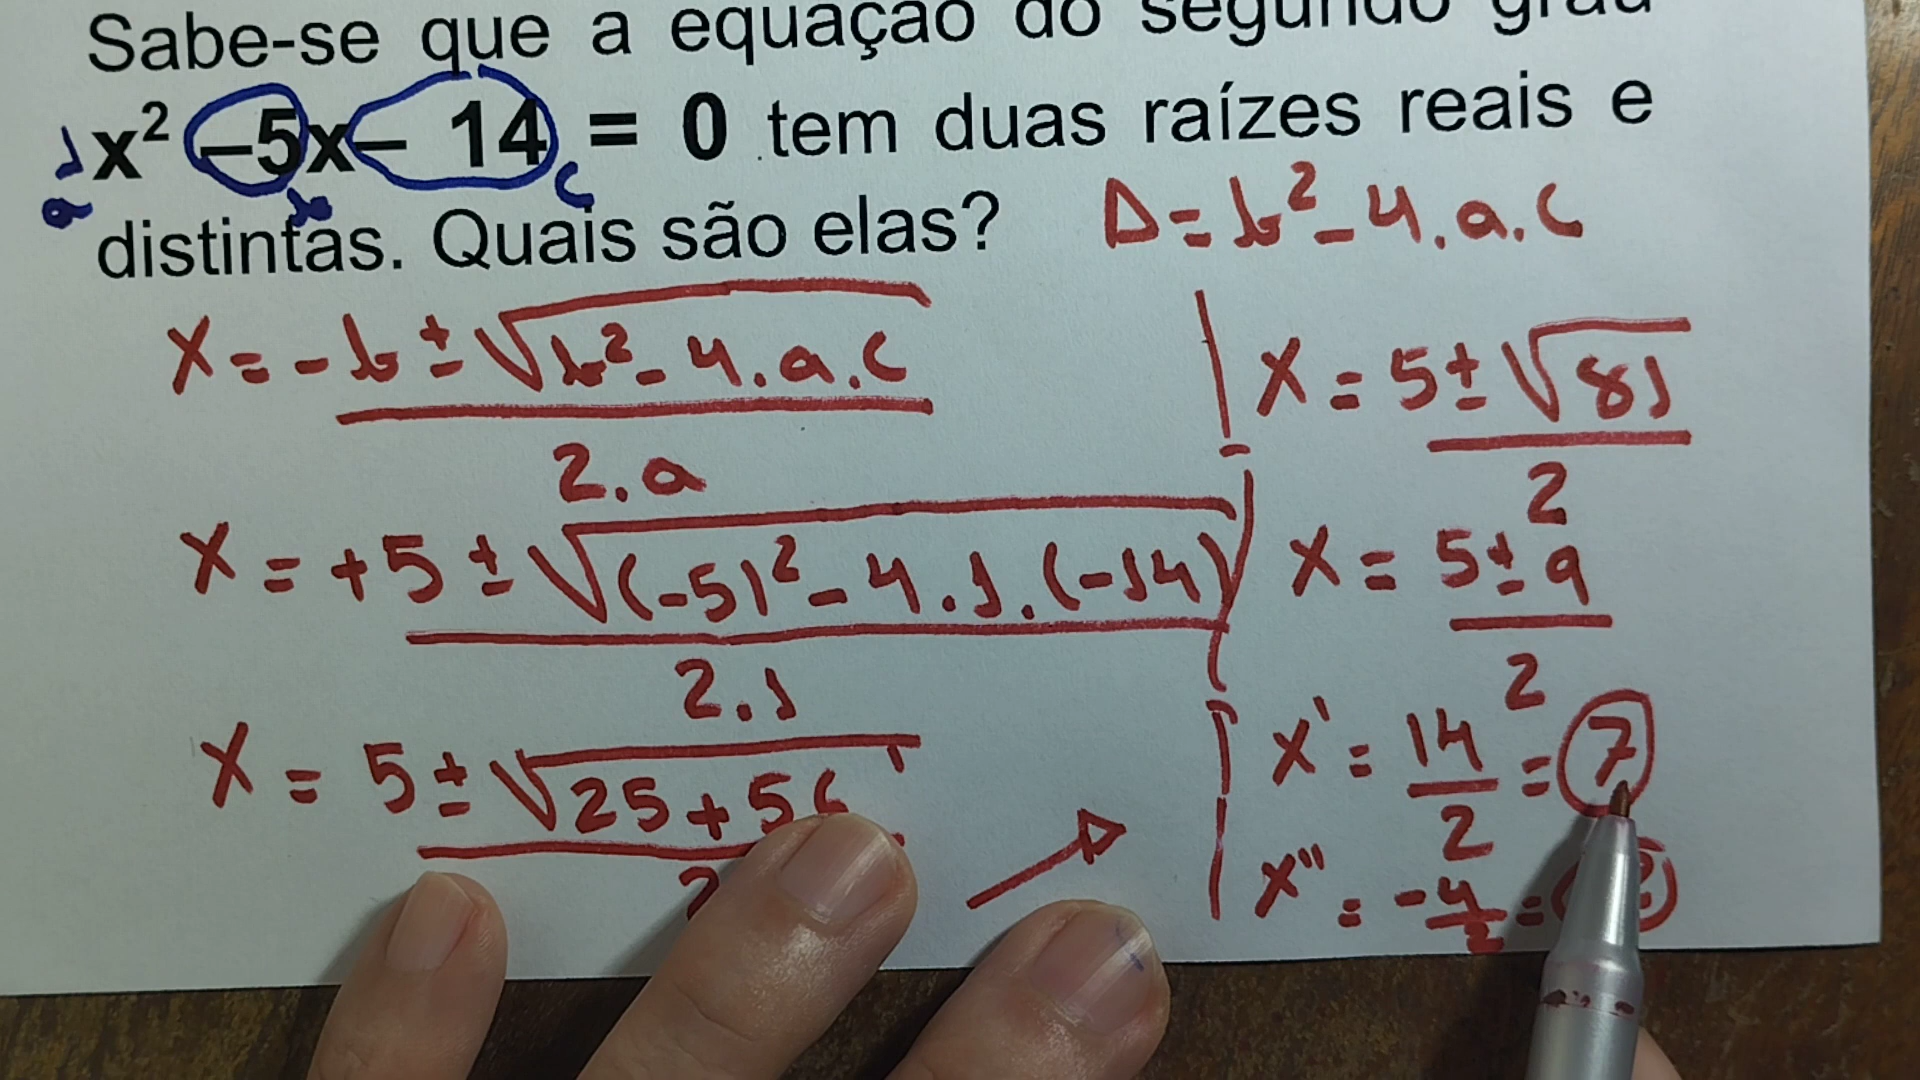 Sabe-se que a equação do segundo grau
1x² –5x – 14 = 0 tem duas raízes reais e
a b c
distintas. Quais são elas?
Δ = b² - 4.a.c
x = -b ± √b² - 4.a.c
2.a
x = +5 ± √(-5)² - 4.1.(-14)
2.1
x = 5 ± √25 + 56
2
x = 5 ± √81
2
x = 5 ± 9
2
x' = 14 = 7
2
x" = -4 =
2